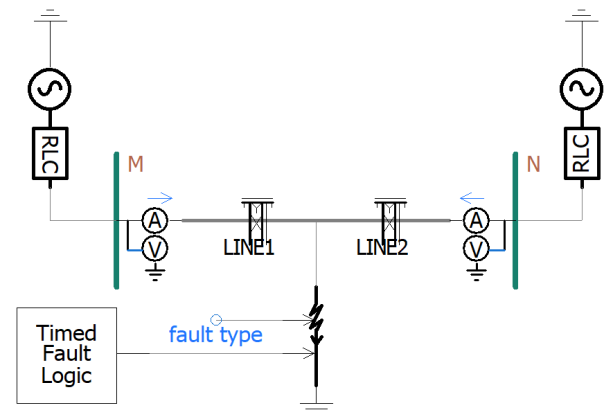 RLC
RLC
M
N
A
A
V
V
LINE1
LINE2
fault type
Timed
Fault
Logic